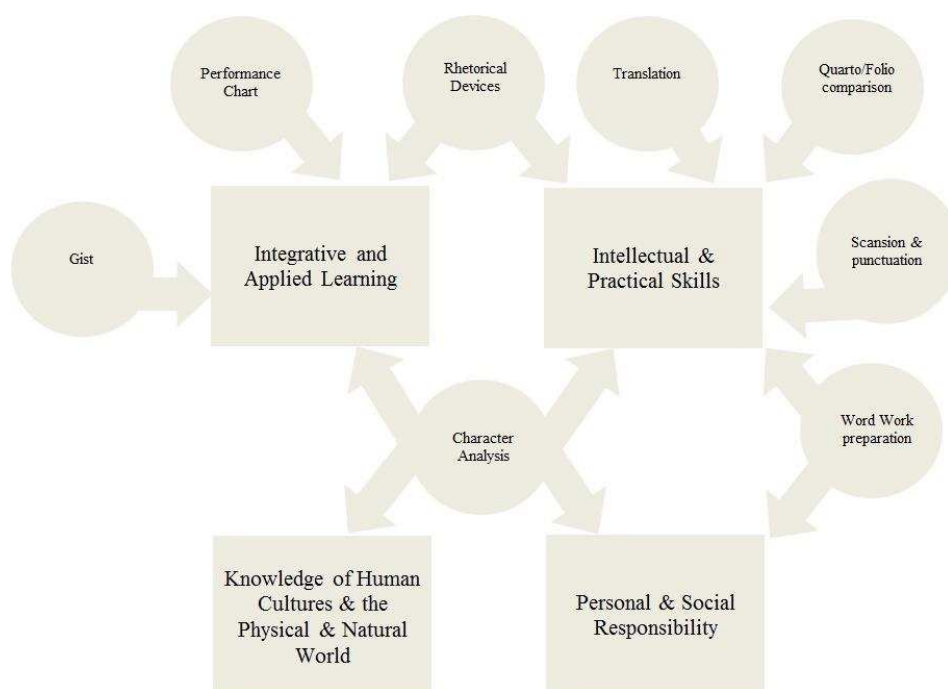 Performance
Chart
Rhetorical
Devices
Translation
Quarto/Folio
comparison
Gist
Integrative and
Applied Learning
Intellectual &
Practical Skills
Scansion &
punctuation
Character
Analysis
Word Work
preparation
Knowledge of Human
Cultures & the
Physical & Natural
World
Personal & Social
Responsibility